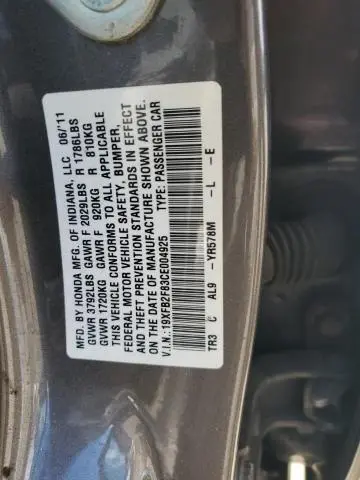 MFD. BY HONDA MFG. OF INDIANA, LLC 06/'11
GVWR 3792LBS GAWR F 2029LBS R 1786LBS
GVWR 1720KG GAWR F 920KG R 810KG
THIS VEHICLE CONFORMS TO ALL APPLICABLE
FEDERAL MOTOR VEHICLE SAFETY, BUMPER,
AND THEFT PREVENTION STANDARDS IN EFFECT
ON THE DATE OF MANUFACTURE SHOWN ABOVE.
V.I.N.:19XFB2F83CE004925 TYPE: PASSENGER CAR
TR3 C AL9 -YR578M -L -E